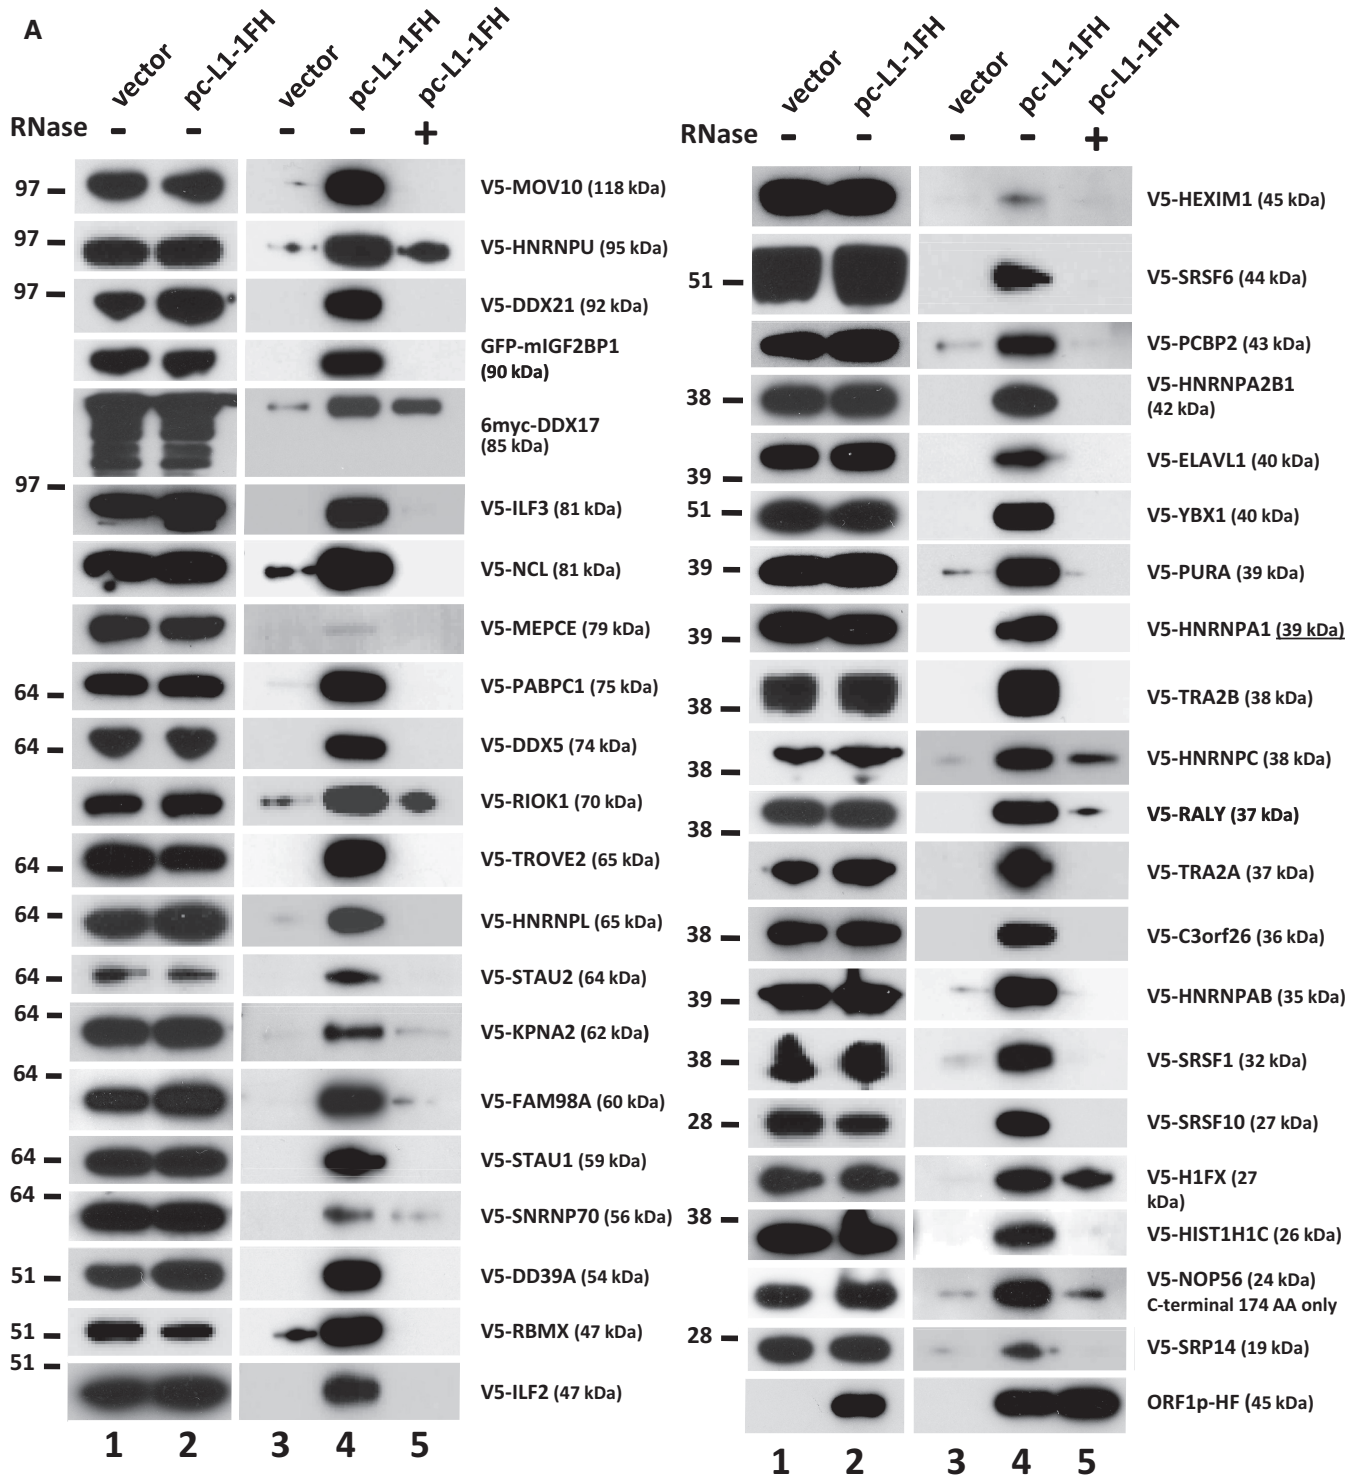 A
vector
pc-L1-1FH
vector
pc-L1-1FH
pc-L1-1FH
RNase - - - - +
97 V5-MOV10 (118 kDa)
97 V5-HNRNPU (95 kDa)
97 V5-DDX21 (92 kDa)
GFP-mIGF2BP1
(90 kDa)
6myc-DDX17
(85 kDa)
97
V5-ILF3 (81 kDa)
V5-NCL (81 kDa)
V5-MEPCE (79 kDa)
64 V5-PABPC1 (75 kDa)
64 V5-DDX5 (74 kDa)
V5-RIOK1 (70 kDa)
64 V5-TROVE2 (65 kDa)
64 V5-HNRNPL (65 kDa)
64 V5-STAU2 (64 kDa)
64 V5-KPNA2 (62 kDa)
64 V5-FAM98A (60 kDa)
64 V5-STAU1 (59 kDa)
64 V5-SNRNP70 (56 kDa)
51 V5-DD39A (54 kDa)
51 V5-RBMX (47 kDa)
51 V5-ILF2 (47 kDa)
1 2 3 4 5
vector
pc-L1-1FH
vector
pc-L1-1FH
pc-L1-1FH
RNase - - - - +
V5-HEXIM1 (45 kDa)
51 V5-SRSF6 (44 kDa)
V5-PCBP2 (43 kDa)
38 V5-HNRNPA2B1
(42 kDa)
39 V5-ELAVL1 (40 kDa)
51 V5-YBX1 (40 kDa)
39 V5-PURA (39 kDa)
39 V5-HNRNPA1 (39 kDa)
38 V5-TRA2B (38 kDa)
38 V5-HNRNPC (38 kDa)
38 V5-RALY (37 kDa)
V5-TRA2A (37 kDa)
38 V5-C3orf26 (36 kDa)
39 V5-HNRNPAB (35 kDa)
38 V5-SRSF1 (32 kDa)
28 V5-SRSF10 (27 kDa)
V5-H1FX (27
kDa)
38 V5-HIST1H1C (26 kDa)
V5-NOP56 (24 kDa)
C-terminal 174 AA only
28 V5-SRP14 (19 kDa)
ORF1p-HF (45 kDa)
1 2 3 4 5